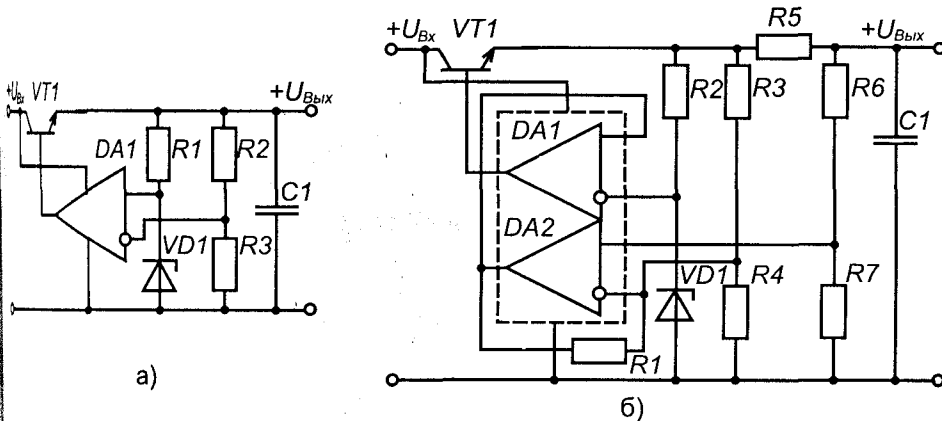 +Uвх VT1
+UВых
DA1
R1
R2
C1
VD1
R3
а)
+UВх
VT1
R5
+UВых
R2
R3
R6
DA1
C1
DA2
VD1
R4
R7
R1
б)